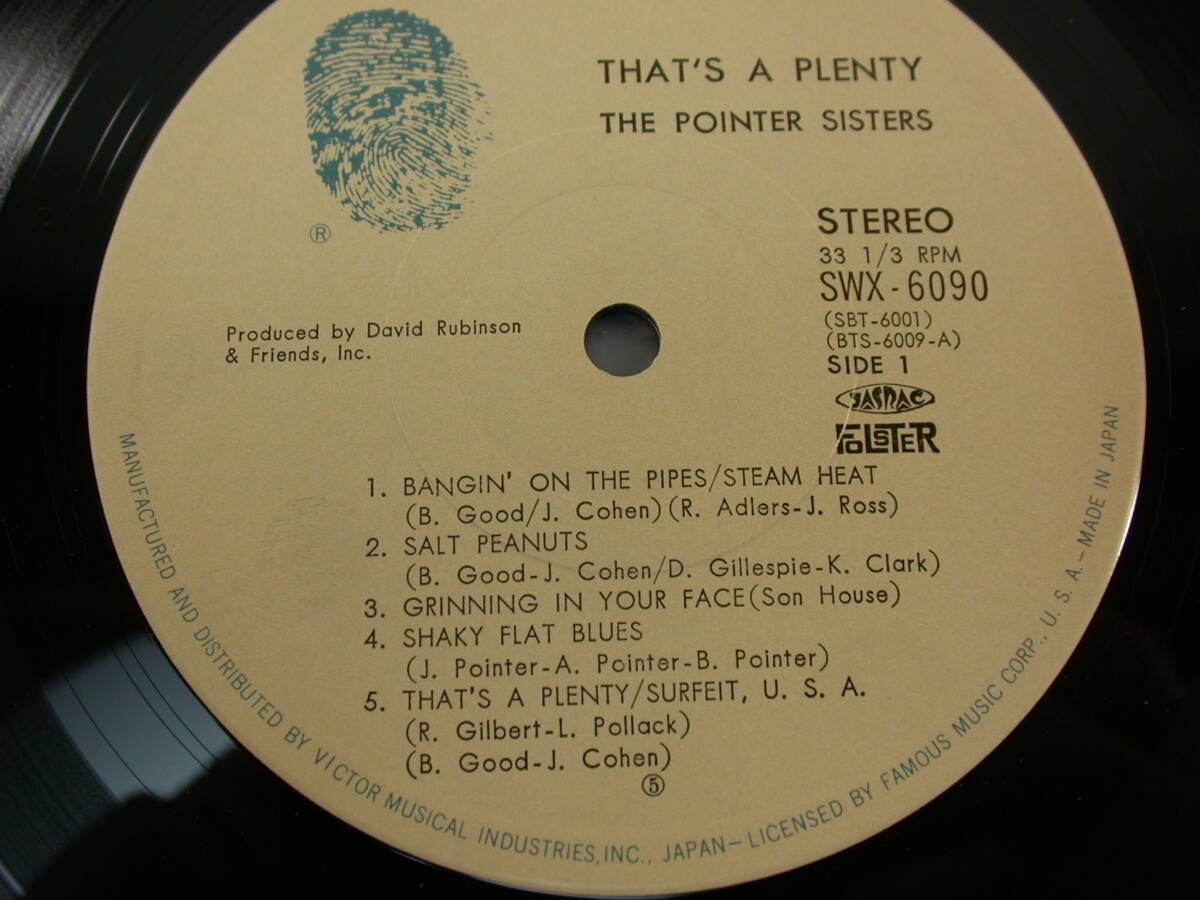 THAT'S A PLENTY
THE POINTER SISTERS
®
STEREO
33 1/3 RPM
SWX-6090
(SBT-6001)
(BTS-6009-A)
SIDE 1
JASRAC
FOLSTER
Produced by David Rubinson
& Friends, Inc.
1. BANGIN' ON THE PIPES/STEAM HEAT
(B. Good/J. Cohen)(R. Adlers-J. Ross)
2. SALT PEANUTS
(B. Good-J. Cohen/D. Gillespie-K. Clark)
3. GRINNING IN YOUR FACE(Son House)
4. SHAKY FLAT BLUES
(J. Pointer-A. Pointer-B. Pointer)
5. THAT'S A PLENTY/SURFEIT, U. S. A.
(R. Gilbert-L. Pollack)
(B. Good-J. Cohen)
⑤
MANUFACTURED AND DISTRIBUTED BY VICTOR MUSICAL INDUSTRIES, INC., JAPAN—LICENSED BY FAMOUS MUSIC CORP., U. S. A.—MADE IN JAPAN